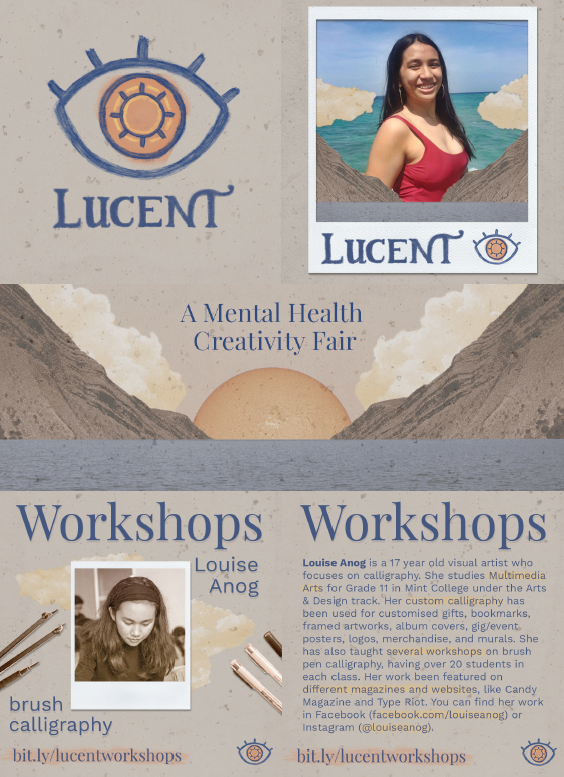 LUCENT
LUCENT
A Mental Health
Creativity Fair
Workshops
Louise
Anog
brush
calligraphy
bit.ly/lucentworkshops
Workshops
Louise Anog is a 17 year old visual artist who
focuses on calligraphy. She studies Multimedia
Arts for Grade 11 in Mint College under the Arts
& Design track. Her custom calligraphy has
been used for customised gifts, bookmarks,
framed artworks, album covers, gig/event
posters, logos, merchandise, and murals. She
has also taught several workshops on brush
pen calligraphy, having over 20 students in
each class. Her work been featured on
different magazines and websites, like Candy
Magazine and Type Riot. You can find her work
in Facebook (facebook.com/louiseanog) or
Instagram (@louiseanog).
bit.ly/lucentworkshops